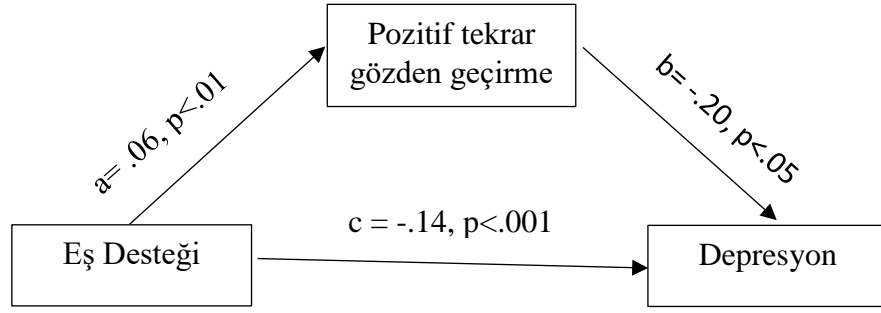 Pozitif tekrar
gözden geçirme
a= .06, p<.01
b= -.20, p<.05
c = -.14, p<.001
Eş Desteği
Depresyon